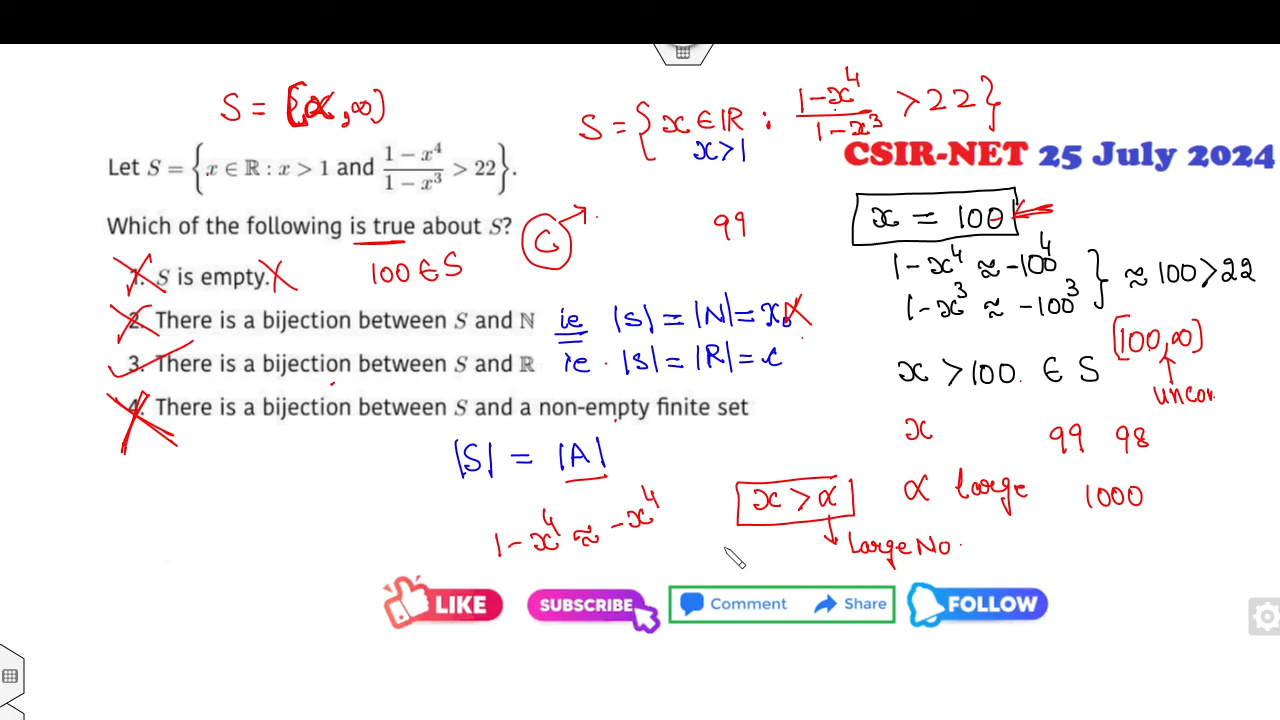 S = [α, ∞)
S = { x ∈ ℝ : (1-x⁴)/(1-x³) > 22 }
x > 1
CSIR-NET 25 July 2024
Let S = { x ∈ ℝ : x > 1 and (1 − x⁴)/(1 − x³) > 22 }.
x = 100
Which of the following is true about S?
C
99
1-x⁴ ≈ -100⁴
1-x³ ≈ -100³
} ≈ 100 > 22
1. S is empty.
100 ∈ S
2. There is a bijection between S and ℕ
ie |S| = |N| =
[100, ∞)
3. There is a bijection between S and ℝ
ie |S| = |R| = c
x > 100 ∈ S
uncou
4. There is a bijection between S and a non-empty finite set
x 99 98
|S| = |A|
x > α
α large 1000
1-x⁴ ≈ -x⁴
Large No.
LIKE
SUBSCRIBE
Comment
Share
FOLLOW